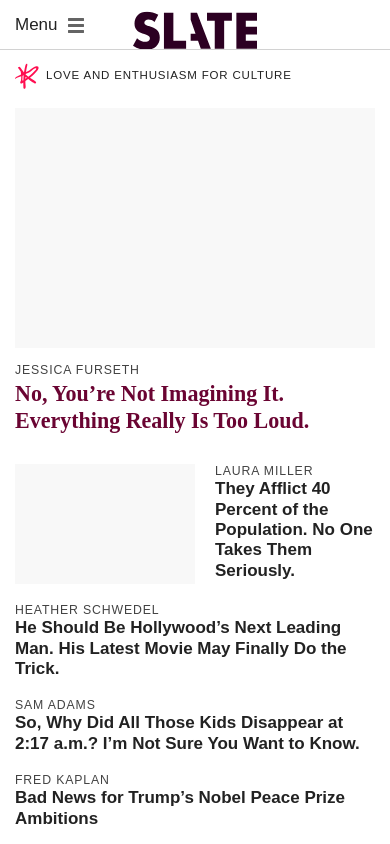 Menu
SLATE
LOVE AND ENTHUSIASM FOR CULTURE
JESSICA FURSETH
No, You’re Not Imagining It.
Everything Really Is Too Loud.
LAURA MILLER
They Afflict 40
Percent of the
Population. No One
Takes Them
Seriously.
HEATHER SCHWEDEL
He Should Be Hollywood’s Next Leading
Man. His Latest Movie May Finally Do the
Trick.
SAM ADAMS
So, Why Did All Those Kids Disappear at
2:17 a.m.? I’m Not Sure You Want to Know.
FRED KAPLAN
Bad News for Trump’s Nobel Peace Prize
Ambitions